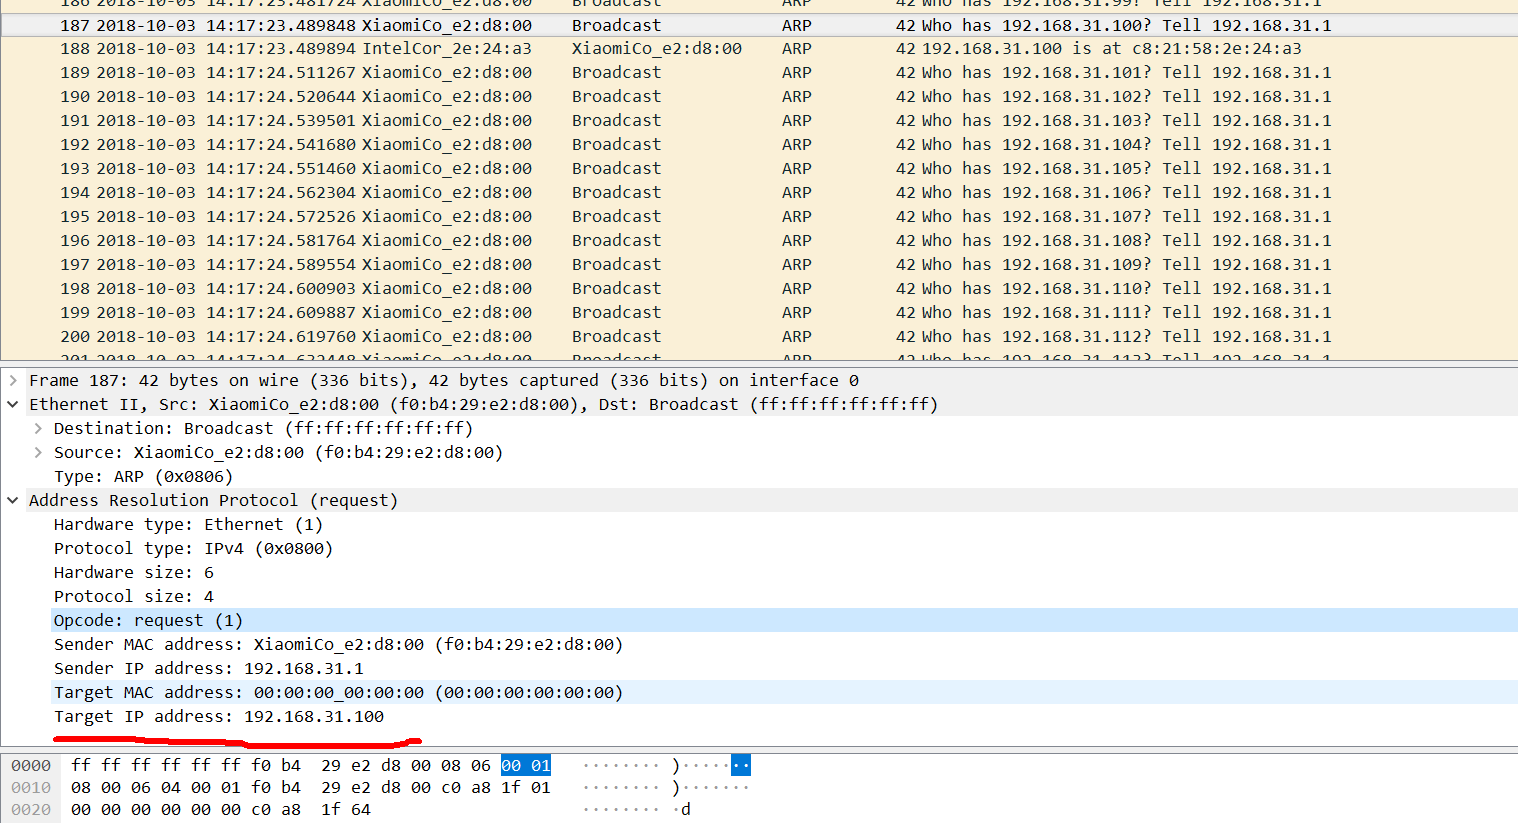 186 2018-10-03 14:17:23.481724 XiaomiCo_e2:d8:00 Broadcast ARP 42 Who has 192.168.31.99? Tell 192.168.31.1
187 2018-10-03 14:17:23.489848 XiaomiCo_e2:d8:00 Broadcast ARP 42 Who has 192.168.31.100? Tell 192.168.31.1
188 2018-10-03 14:17:23.489894 IntelCor_2e:24:a3 XiaomiCo_e2:d8:00 ARP 42 192.168.31.100 is at c8:21:58:2e:24:a3
189 2018-10-03 14:17:24.511267 XiaomiCo_e2:d8:00 Broadcast ARP 42 Who has 192.168.31.101? Tell 192.168.31.1
190 2018-10-03 14:17:24.520644 XiaomiCo_e2:d8:00 Broadcast ARP 42 Who has 192.168.31.102? Tell 192.168.31.1
191 2018-10-03 14:17:24.539501 XiaomiCo_e2:d8:00 Broadcast ARP 42 Who has 192.168.31.103? Tell 192.168.31.1
192 2018-10-03 14:17:24.541680 XiaomiCo_e2:d8:00 Broadcast ARP 42 Who has 192.168.31.104? Tell 192.168.31.1
193 2018-10-03 14:17:24.551460 XiaomiCo_e2:d8:00 Broadcast ARP 42 Who has 192.168.31.105? Tell 192.168.31.1
194 2018-10-03 14:17:24.562304 XiaomiCo_e2:d8:00 Broadcast ARP 42 Who has 192.168.31.106? Tell 192.168.31.1
195 2018-10-03 14:17:24.572526 XiaomiCo_e2:d8:00 Broadcast ARP 42 Who has 192.168.31.107? Tell 192.168.31.1
196 2018-10-03 14:17:24.581764 XiaomiCo_e2:d8:00 Broadcast ARP 42 Who has 192.168.31.108? Tell 192.168.31.1
197 2018-10-03 14:17:24.589554 XiaomiCo_e2:d8:00 Broadcast ARP 42 Who has 192.168.31.109? Tell 192.168.31.1
198 2018-10-03 14:17:24.600903 XiaomiCo_e2:d8:00 Broadcast ARP 42 Who has 192.168.31.110? Tell 192.168.31.1
199 2018-10-03 14:17:24.609887 XiaomiCo_e2:d8:00 Broadcast ARP 42 Who has 192.168.31.111? Tell 192.168.31.1
200 2018-10-03 14:17:24.619760 XiaomiCo_e2:d8:00 Broadcast ARP 42 Who has 192.168.31.112? Tell 192.168.31.1
201 2018-10-03 14:17:24.632448 XiaomiCo_e2:d8:00 Broadcast ARP 42 Who has 192.168.31.113? Tell 192.168.31.1
Frame 187: 42 bytes on wire (336 bits), 42 bytes captured (336 bits) on interface 0
Ethernet II, Src: XiaomiCo_e2:d8:00 (f0:b4:29:e2:d8:00), Dst: Broadcast (ff:ff:ff:ff:ff:ff)
Destination: Broadcast (ff:ff:ff:ff:ff:ff)
Source: XiaomiCo_e2:d8:00 (f0:b4:29:e2:d8:00)
Type: ARP (0x0806)
Address Resolution Protocol (request)
Hardware type: Ethernet (1)
Protocol type: IPv4 (0x0800)
Hardware size: 6
Protocol size: 4
Opcode: request (1)
Sender MAC address: XiaomiCo_e2:d8:00 (f0:b4:29:e2:d8:00)
Sender IP address: 192.168.31.1
Target MAC address: 00:00:00_00:00:00 (00:00:00:00:00:00)
Target IP address: 192.168.31.100
0000 ff ff ff ff ff ff f0 b4 29 e2 d8 00 08 06 00 01 ········ )·······
0010 08 00 06 04 00 01 f0 b4 29 e2 d8 00 c0 a8 1f 01 ········ )·······
0020 00 00 00 00 00 00 c0 a8 1f 64 ········ ·d